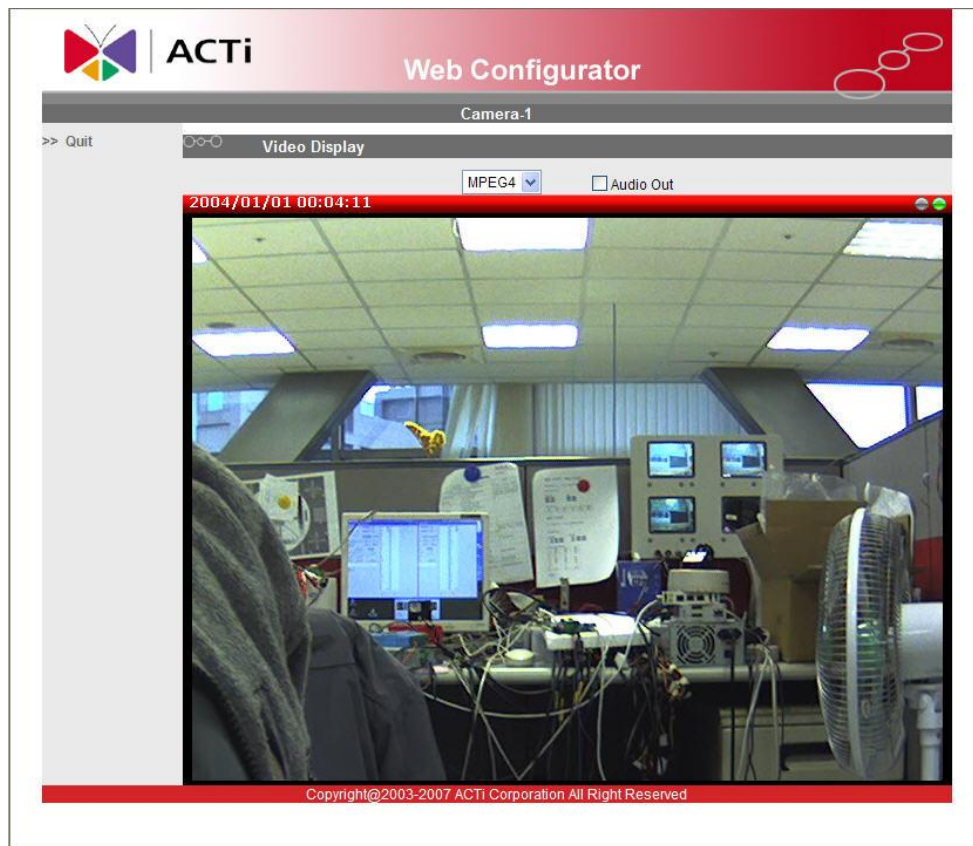 ACTi
Web Configurator
Camera-1
>> Quit
Video Display
MPEG4
Audio Out
2004/01/01 00:04:11
Copyright@2003-2007 ACTi Corporation All Right Reserved